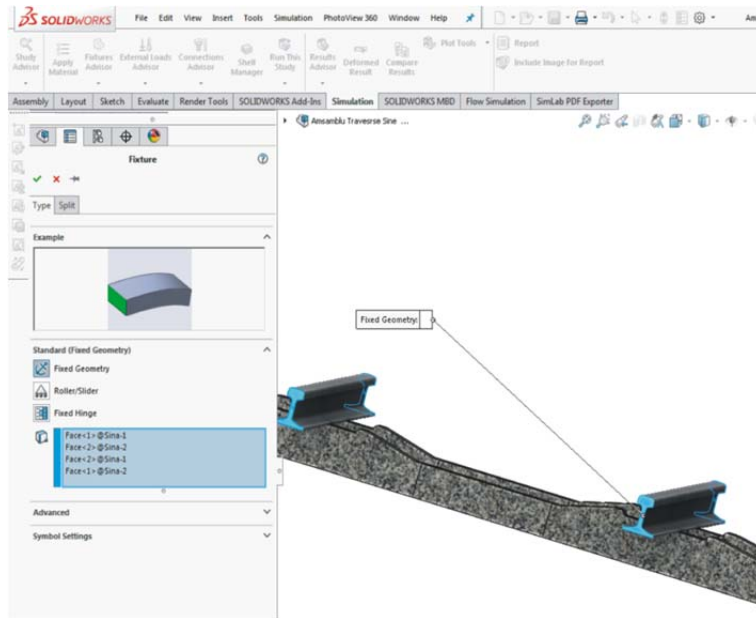 SOLIDWORKS File Edit View Insert Tools Simulation PhotoView 360 Window Help
Study Advisor
Apply Material
Fixtures Advisor
External Loads Advisor
Connections Advisor
Shell Manager
Run This Study
Results Advisor
Deformed Result
Compare Results
Plot Tools
Report
Include Image for Report
Assembly Layout Sketch Evaluate Render Tools SOLIDWORKS Add-Ins Simulation SOLIDWORKS MBD Flow Simulation SimLab PDF Exporter
Ansamblu Travesrse Sine ...
Fixture
Type Split
Example
Standard (Fixed Geometry)
Fixed Geometry
Roller/Slider
Fixed Hinge
Face<1>@Sina-1
Face<2>@Sina-2
Face<2>@Sina-1
Face<1>@Sina-2
Advanced
Symbol Settings
Fixed Geometry: